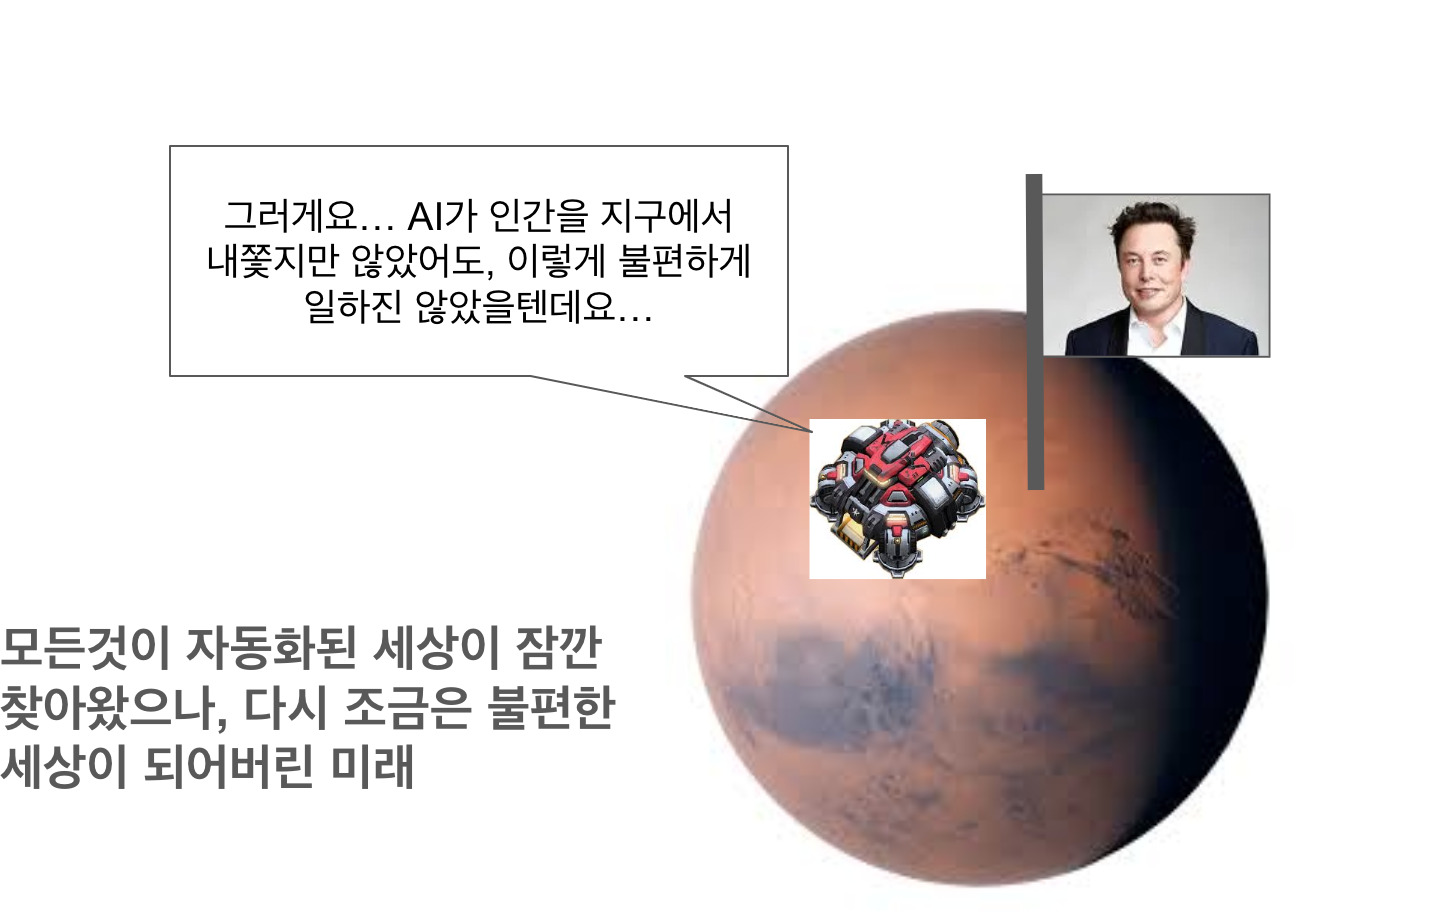 그러게요... AI가 인간을 지구에서
내쫓지만 않았어도, 이렇게 불편하게
일하진 않았을텐데요...
모든것이 자동화된 세상이 잠깐
찾아왔으나, 다시 조금은 불편한
세상이 되어버린 미래